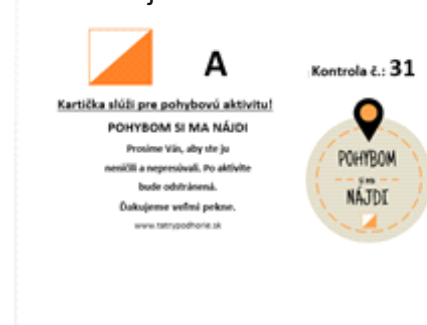 A
Kontrola č.: 31
Kartička slúži pre pohybovú aktivitu!
POHYBOM SI MA NÁJDI
Prosíme Vás, aby ste ju
neničili a nepresúvali. Po aktivite
bude odstránená.
Ďakujeme veľmi pekne.
www.tatrypodhorie.sk
POHYBOM
SI MA
NÁJDI